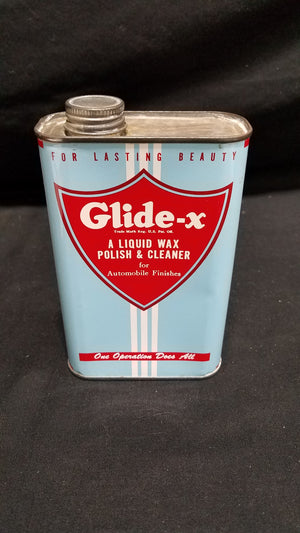 FOR LASTING BEAUTY
Glide-x
Trade Mark Reg. U.S. Pat. Off.
A LIQUID WAX
POLISH & CLEANER
for
Automobile Finishes
One Operation Does All